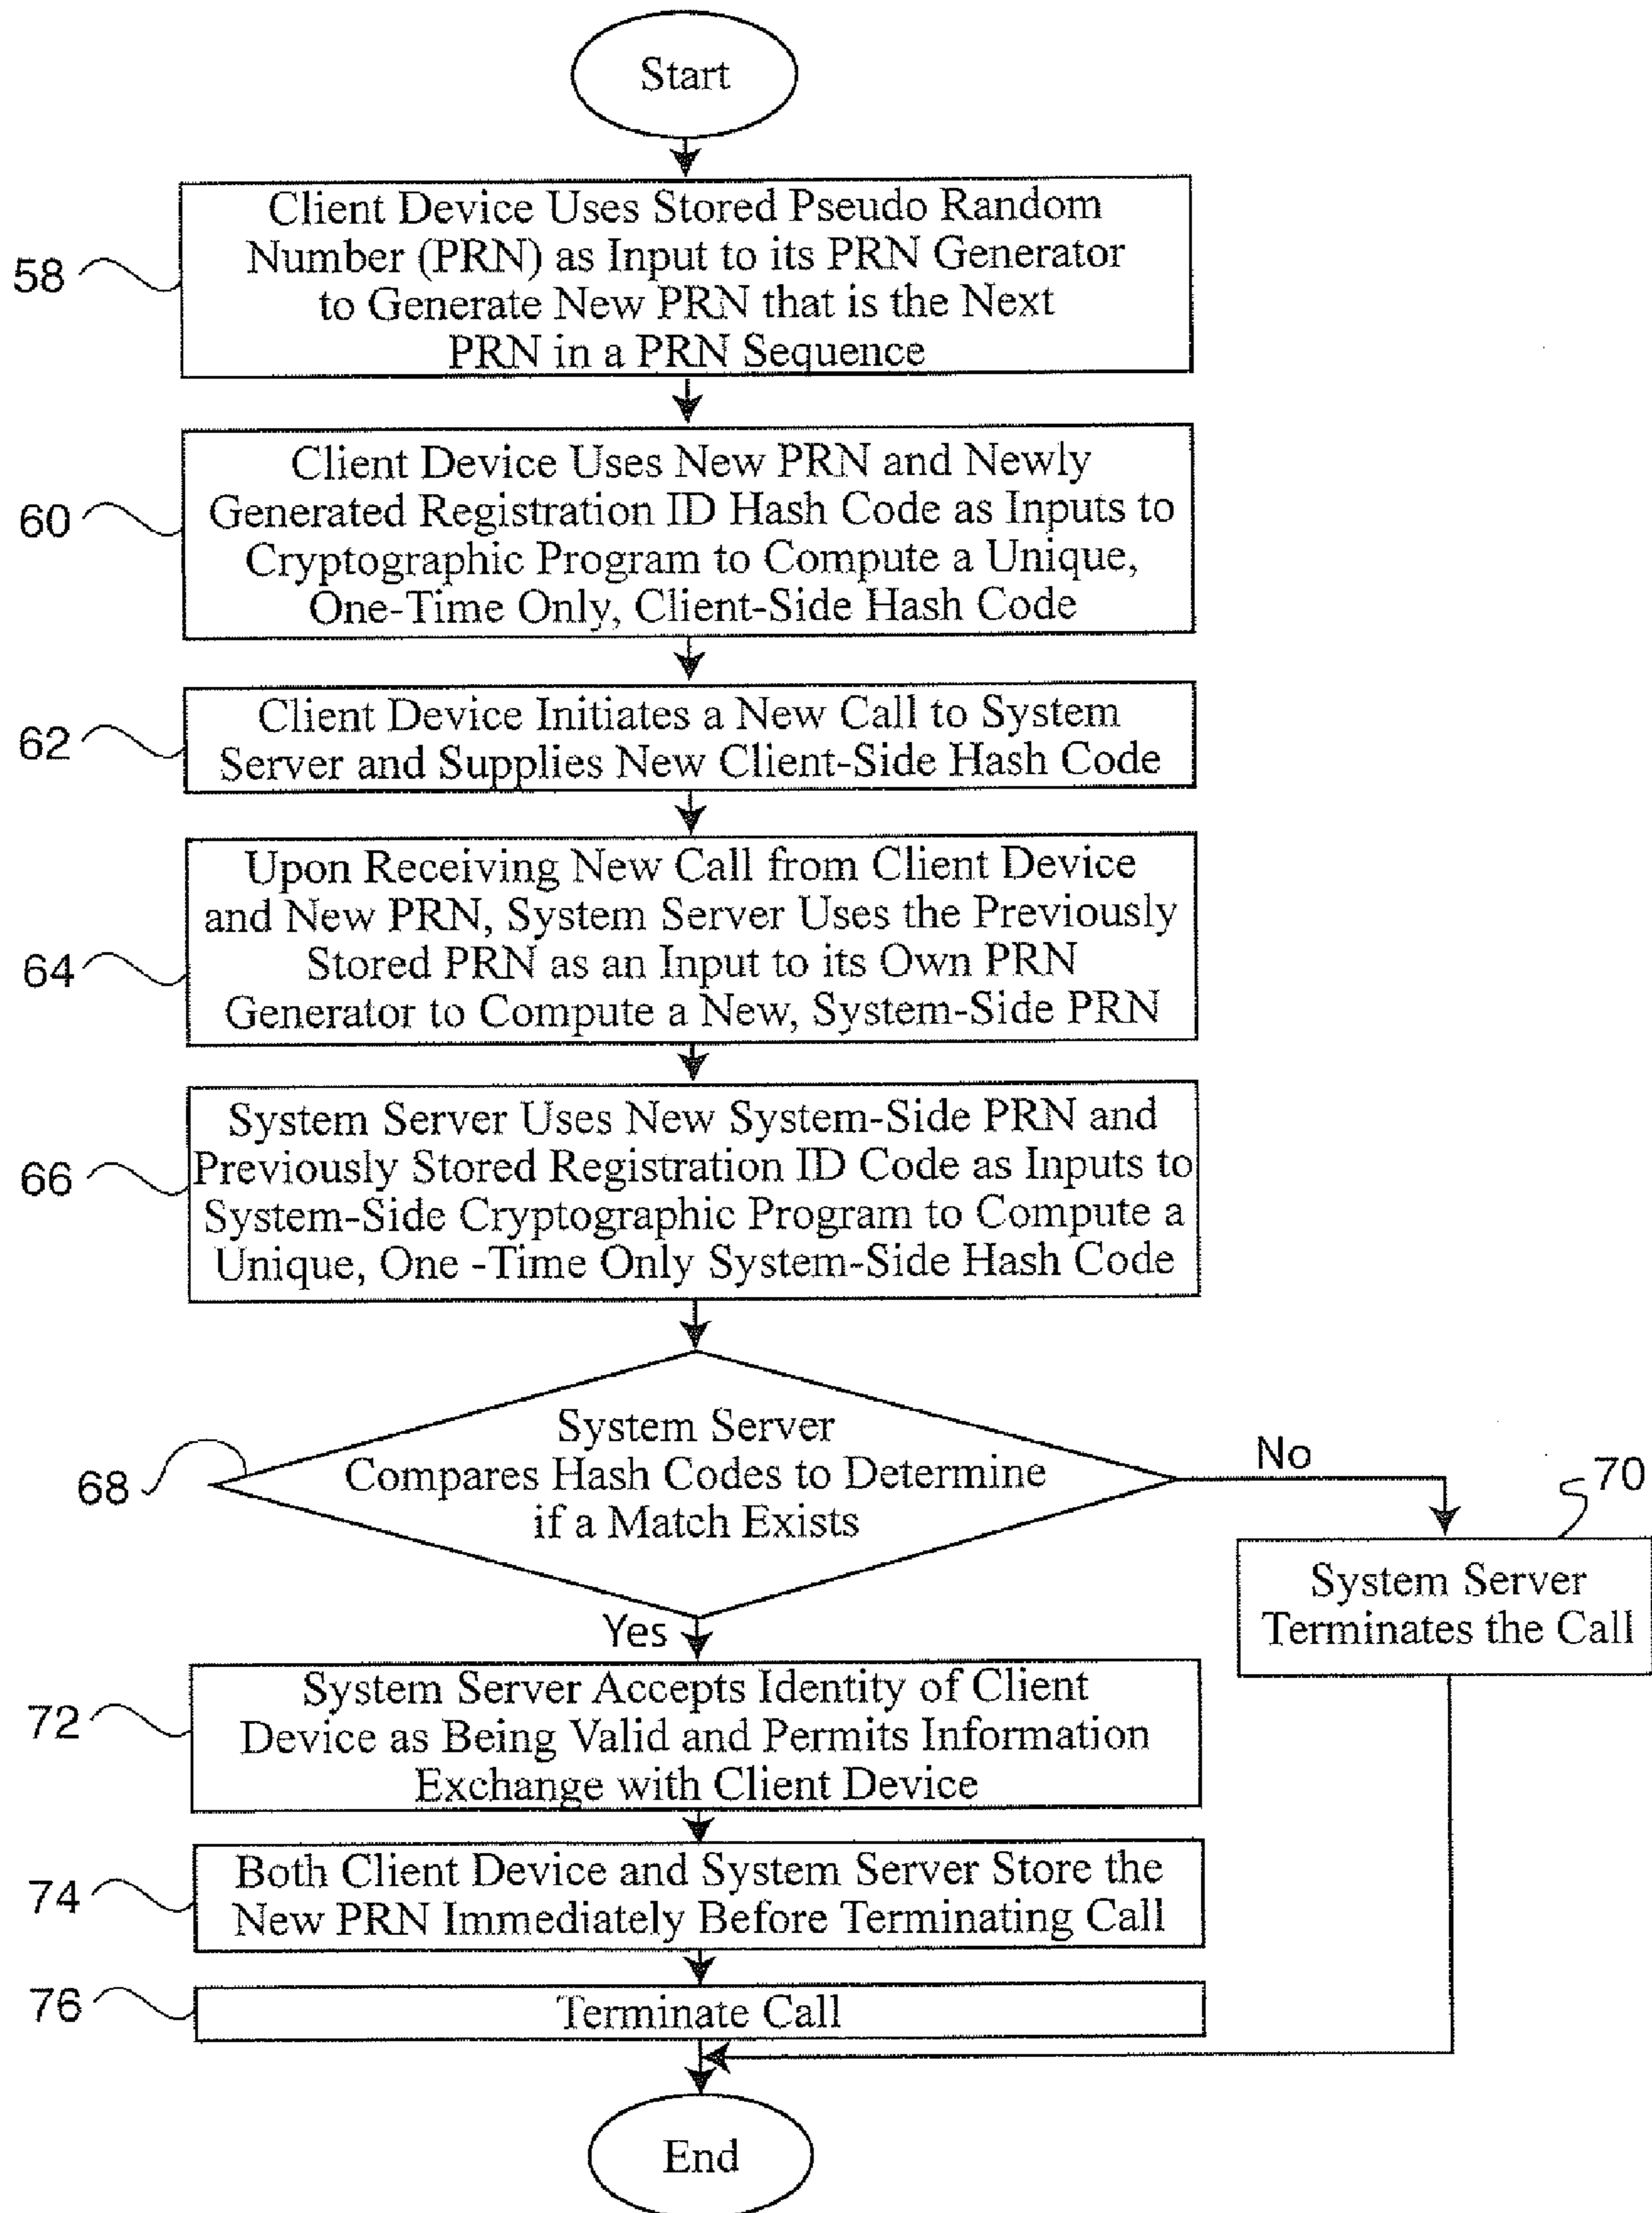 Start
58
Client Device Uses Stored Pseudo Random
Number (PRN) as Input to its PRN Generator
to Generate New PRN that is the Next
PRN in a PRN Sequence
60
Client Device Uses New PRN and Newly
Generated Registration ID Hash Code as Inputs to
Cryptographic Program to Compute a Unique,
One-Time Only, Client-Side Hash Code
62
Client Device Initiates a New Call to System
Server and Supplies New Client-Side Hash Code
64
Upon Receiving New Call from Client Device
and New PRN, System Server Uses the Previously
Stored PRN as an Input to its Own PRN
Generator to Compute a New, System-Side PRN
66
System Server Uses New System-Side PRN and
Previously Stored Registration ID Code as Inputs to
System-Side Cryptographic Program to Compute a
Unique, One -Time Only System-Side Hash Code
68
System Server
Compares Hash Codes to Determine
if a Match Exists
No
70
System Server
Terminates the Call
Yes
72
System Server Accepts Identity of Client
Device as Being Valid and Permits Information
Exchange with Client Device
74
Both Client Device and System Server Store the
New PRN Immediately Before Terminating Call
76
Terminate Call
End